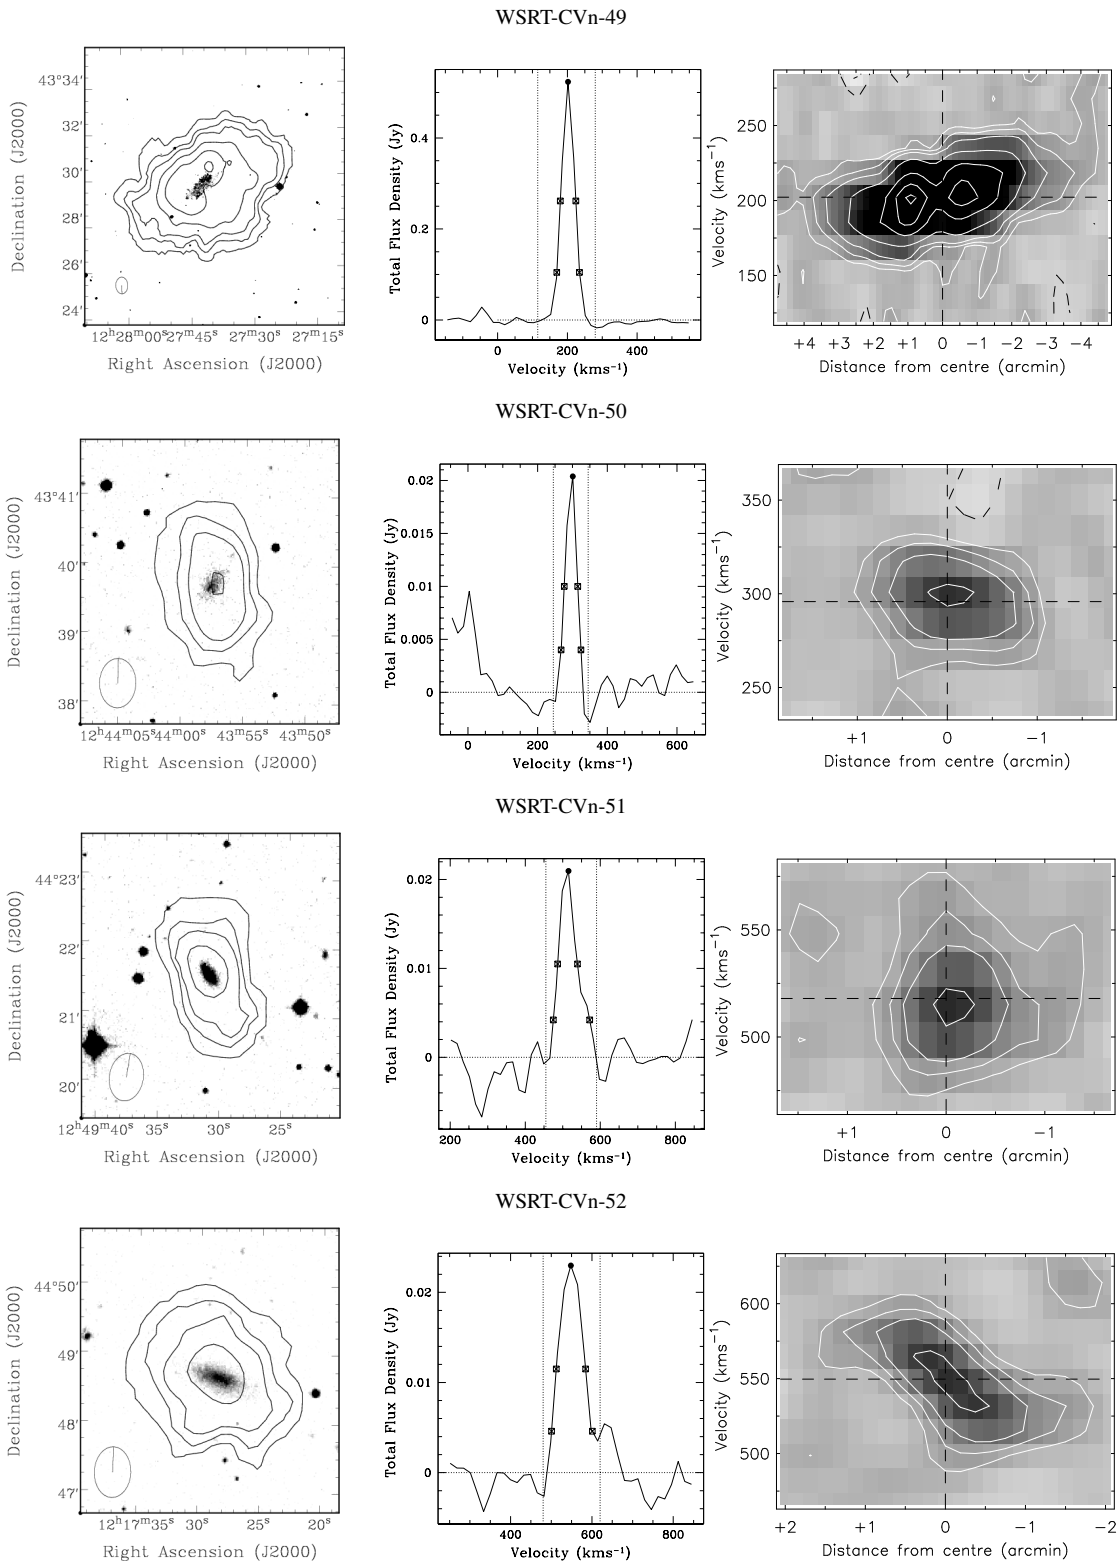 WSRT-CVn-49
Declination (J2000)
43°34′
32′
30′
28′
26′
24′
12ʰ28ᵐ00ˢ 27ᵐ45ˢ 27ᵐ30ˢ 27ᵐ15ˢ
Right Ascension (J2000)
Total Flux Density (Jy)
0.4
0.2
0
0 200 400
Velocity (kms⁻¹)
Velocity (kms⁻¹)
250
200
150
+4 +3 +2 +1 0 -1 -2 -3 -4
Distance from centre (arcmin)
WSRT-CVn-50
Declination (J2000)
43°41′
40′
39′
38′
12ʰ44ᵐ05ˢ 44ᵐ00ˢ 43ᵐ55ˢ 43ᵐ50ˢ
Right Ascension (J2000)
Total Flux Density (Jy)
0.02
0.015
0.01
0.005
0
0 200 400 600
Velocity (kms⁻¹)
Velocity (kms⁻¹)
350
300
250
+1 0 -1
Distance from centre (arcmin)
WSRT-CVn-51
Declination (J2000)
44°23′
22′
21′
20′
12ʰ49ᵐ40ˢ 35ˢ 30ˢ 25ˢ
Right Ascension (J2000)
Total Flux Density (Jy)
0.02
0.01
0
200 400 600 800
Velocity (kms⁻¹)
Velocity (kms⁻¹)
550
500
+1 0 -1
Distance from centre (arcmin)
WSRT-CVn-52
Declination (J2000)
44°50′
49′
48′
47′
12ʰ17ᵐ35ˢ 30ˢ 25ˢ 20ˢ
Right Ascension (J2000)
Total Flux Density (Jy)
0.02
0.01
0
400 600 800
Velocity (kms⁻¹)
Velocity (kms⁻¹)
600
550
500
+2 +1 0 -1 -2
Distance from centre (arcmin)